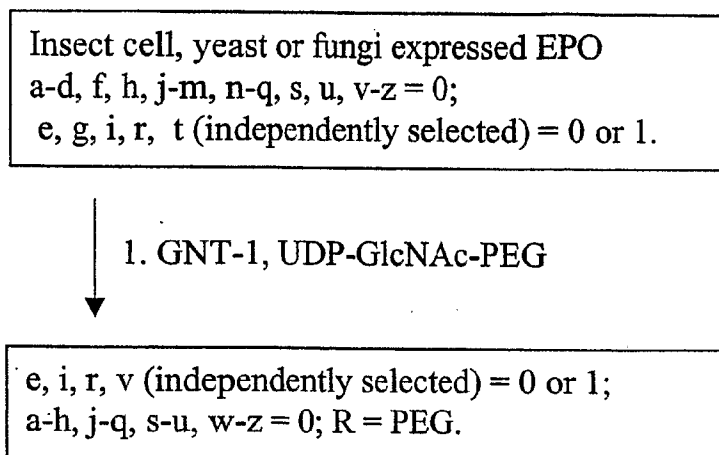 Insect cell, yeast or fungi expressed EPO
a-d, f, h, j-m, n-q, s, u, v-z = 0;
e, g, i, r, t (independently selected) = 0 or 1.
1. GNT-1, UDP-GlcNAc-PEG
e, i, r, v (independently selected) = 0 or 1;
a-h, j-q, s-u, w-z = 0; R = PEG.